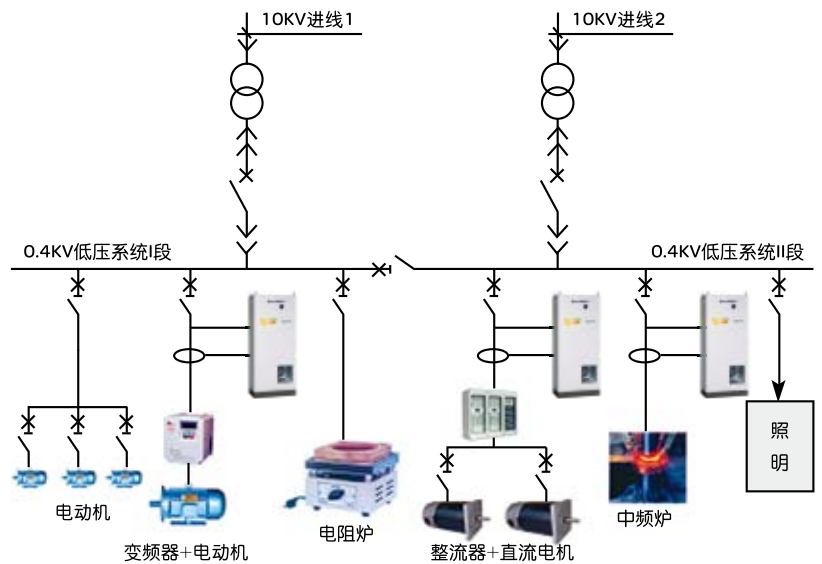 10KV进线1
10KV进线2
0.4KV低压系统I段
0.4KV低压系统II段
照
明
电动机
变频器+电动机
电阻炉
整流器+直流电机
中频炉